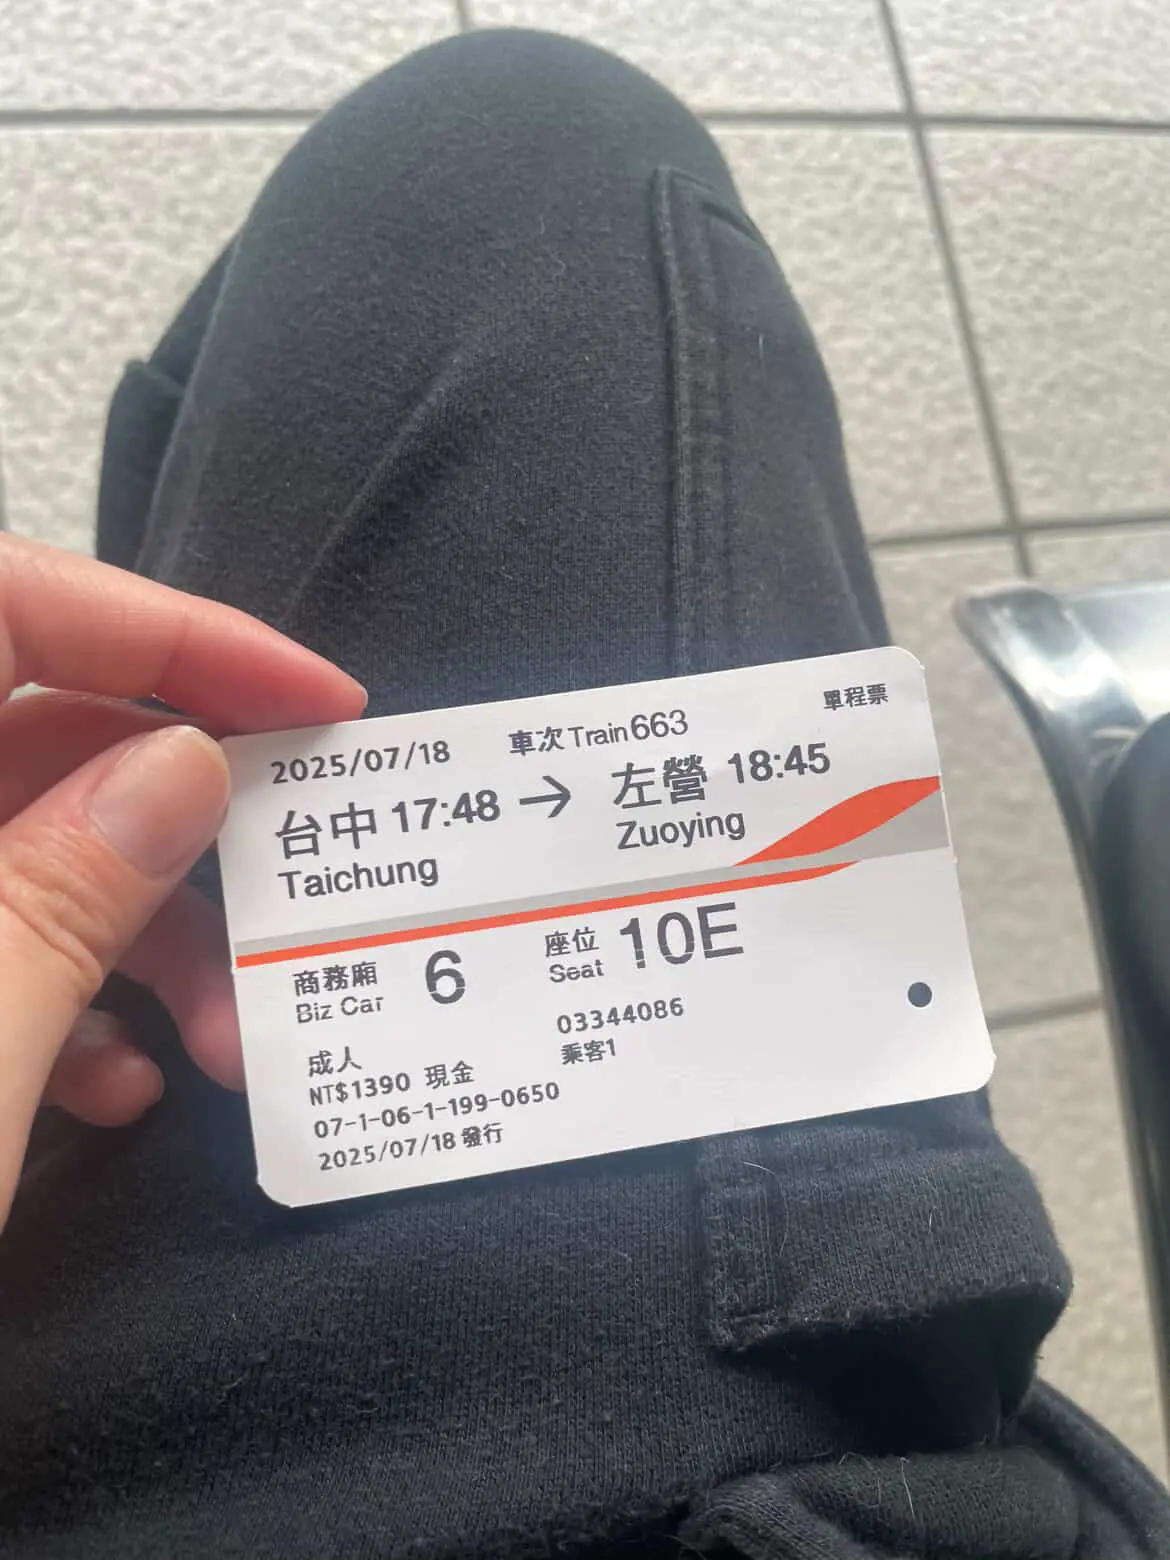 單程票
2025/07/18 車次 Train 663
台中 17:48 → 左營 18:45
Taichung Zuoying
商務廂 6 座位 10E
Biz Car Seat
03344086
成人 乘客1
NT$1390 現金
07-1-06-1-199-0650
2025/07/18 發行